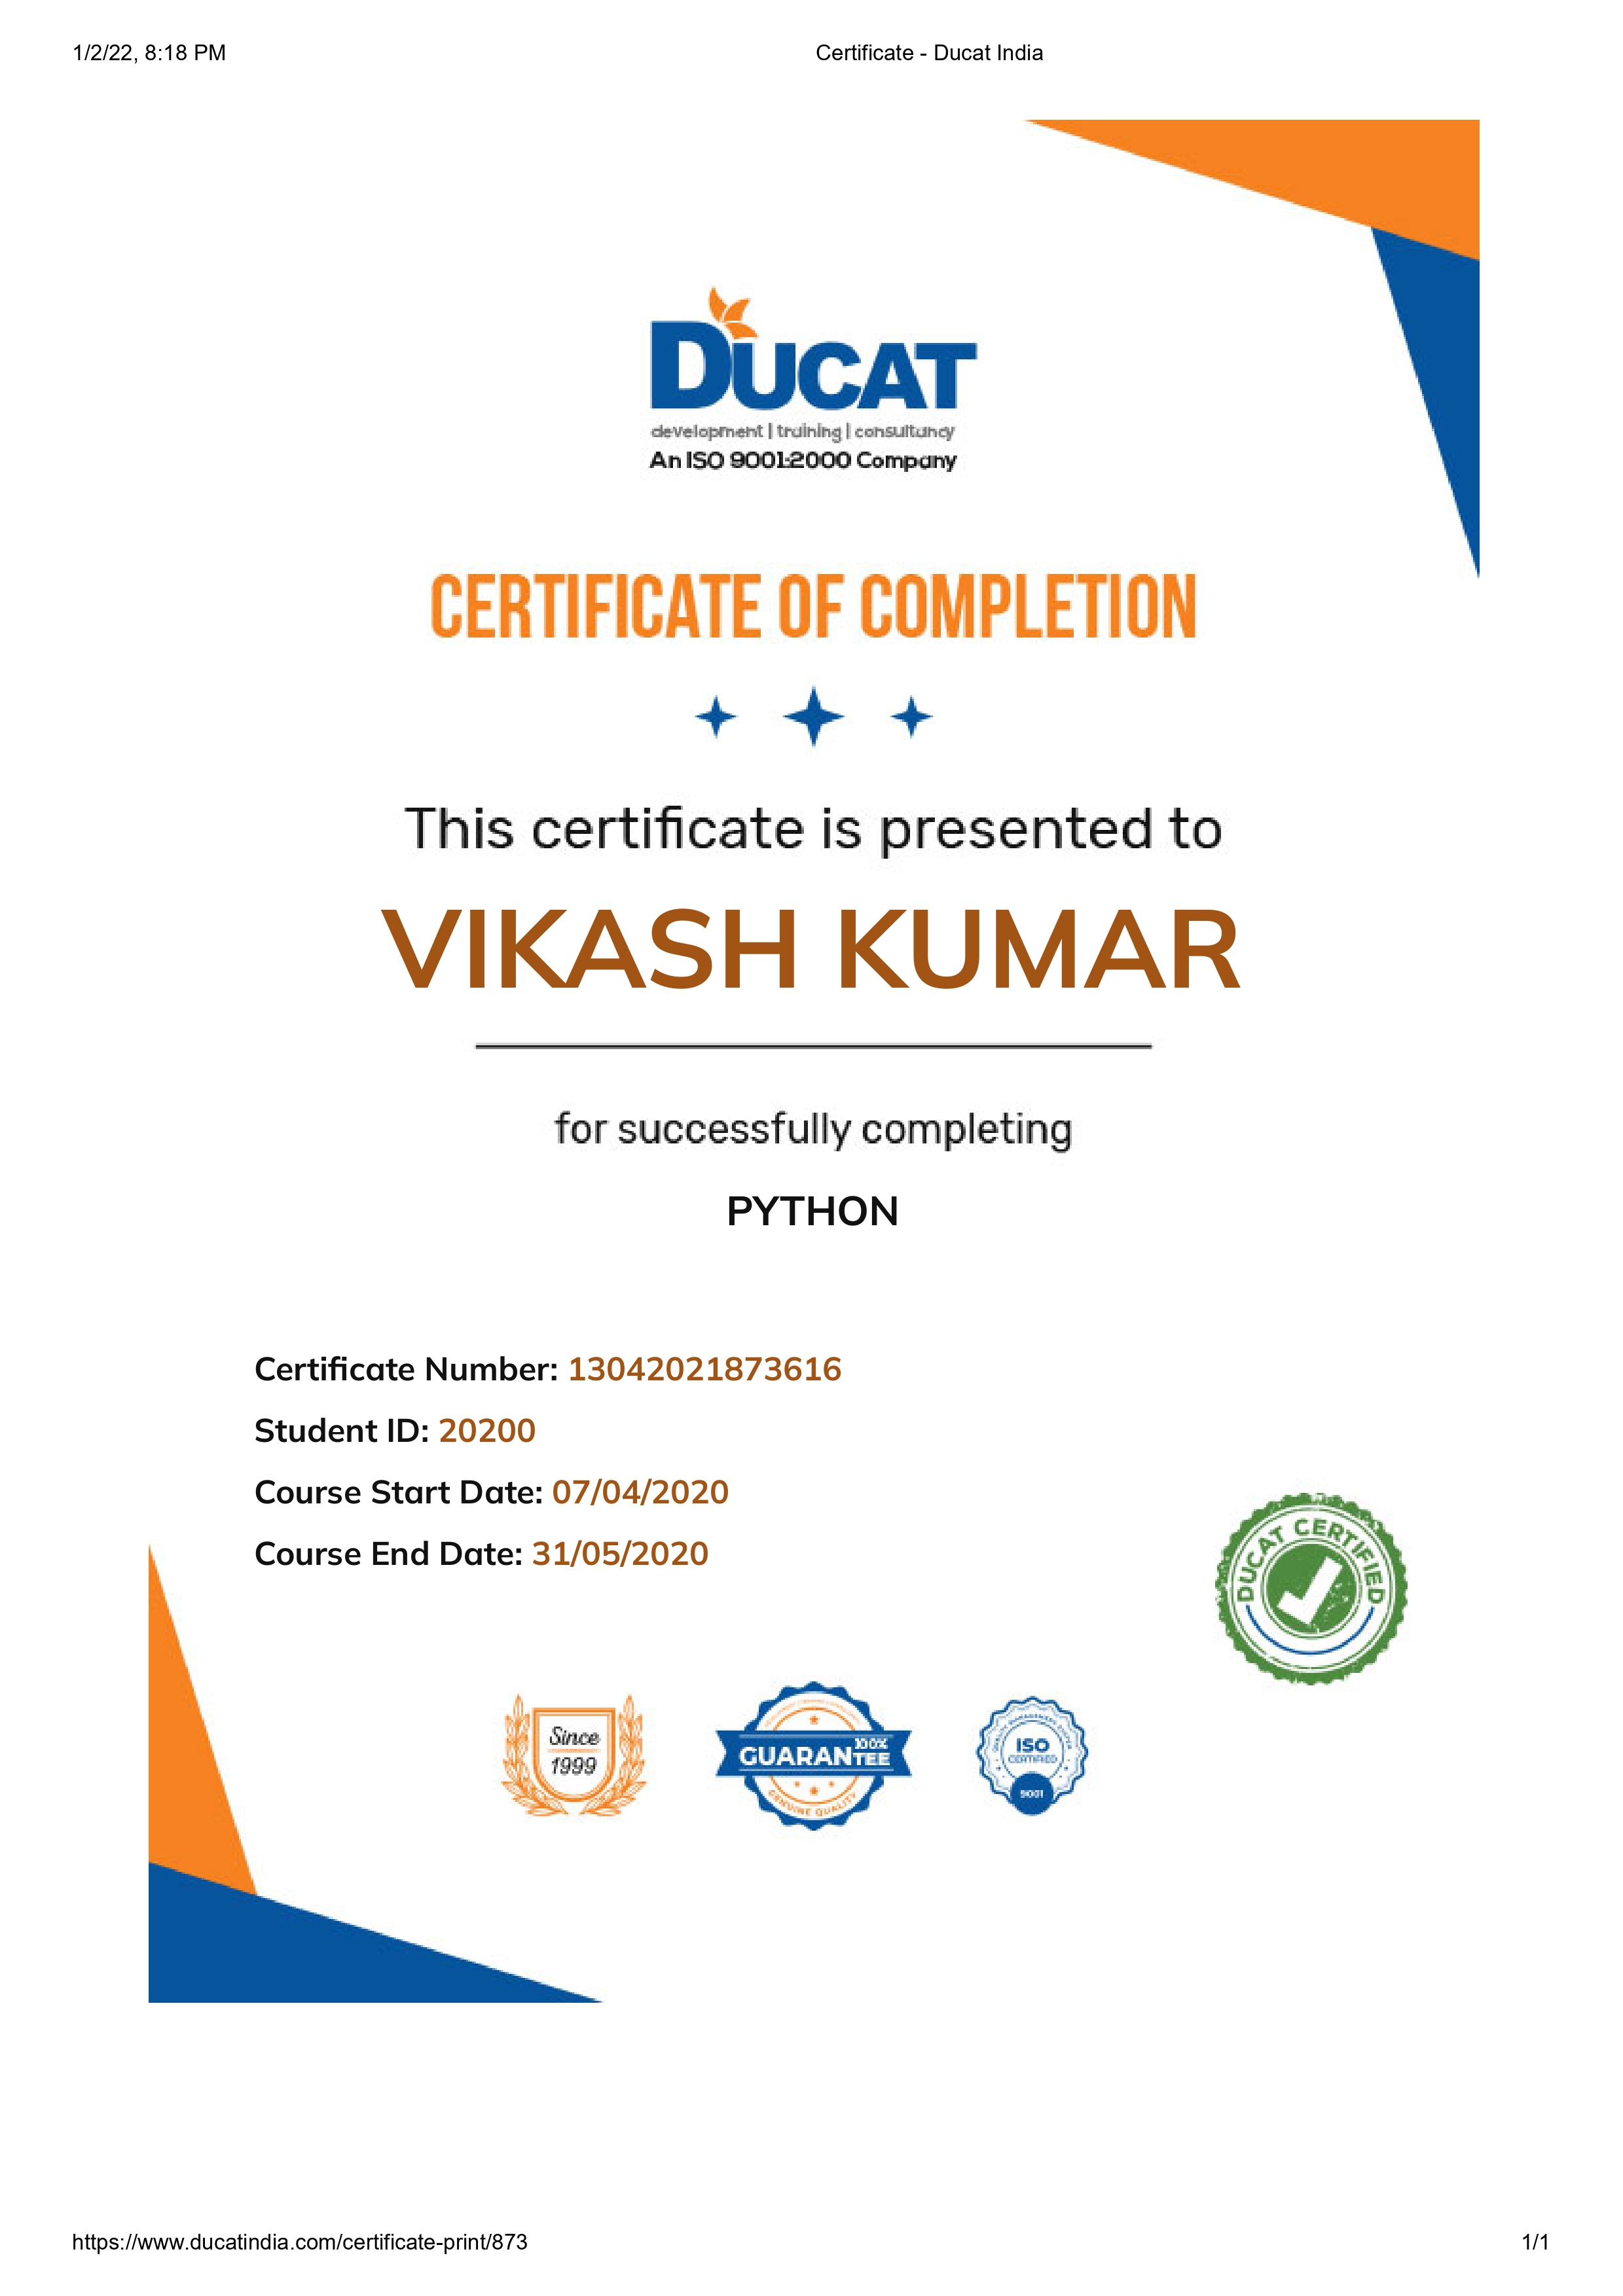 1/2/22, 8:18 PM
Certificate - Ducat India
DUCAT
development | training | consultancy
An ISO 9001:2000 Company
CERTIFICATE OF COMPLETION
This certificate is presented to
VIKASH KUMAR
for successfully completing
PYTHON
Certificate Number: 13042021873616
Student ID: 20200
Course Start Date: 07/04/2020
Course End Date: 31/05/2020
DUCAT CERTIFIED
Since
1999
100%
GUARANTEE
GENUINE QUALITY
ISO
CERTIFIED
9001
https://www.ducatindia.com/certificate-print/873
1/1